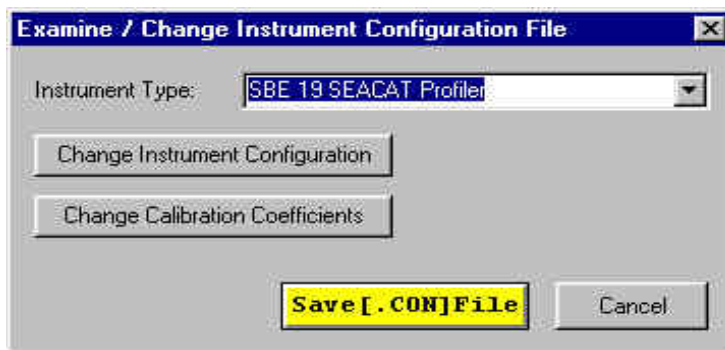 Examine / Change Instrument Configuration File
Instrument Type: SBE 19 SEACAT Profiler
Change Instrument Configuration
Change Calibration Coefficients
Save[.CON]File Cancel